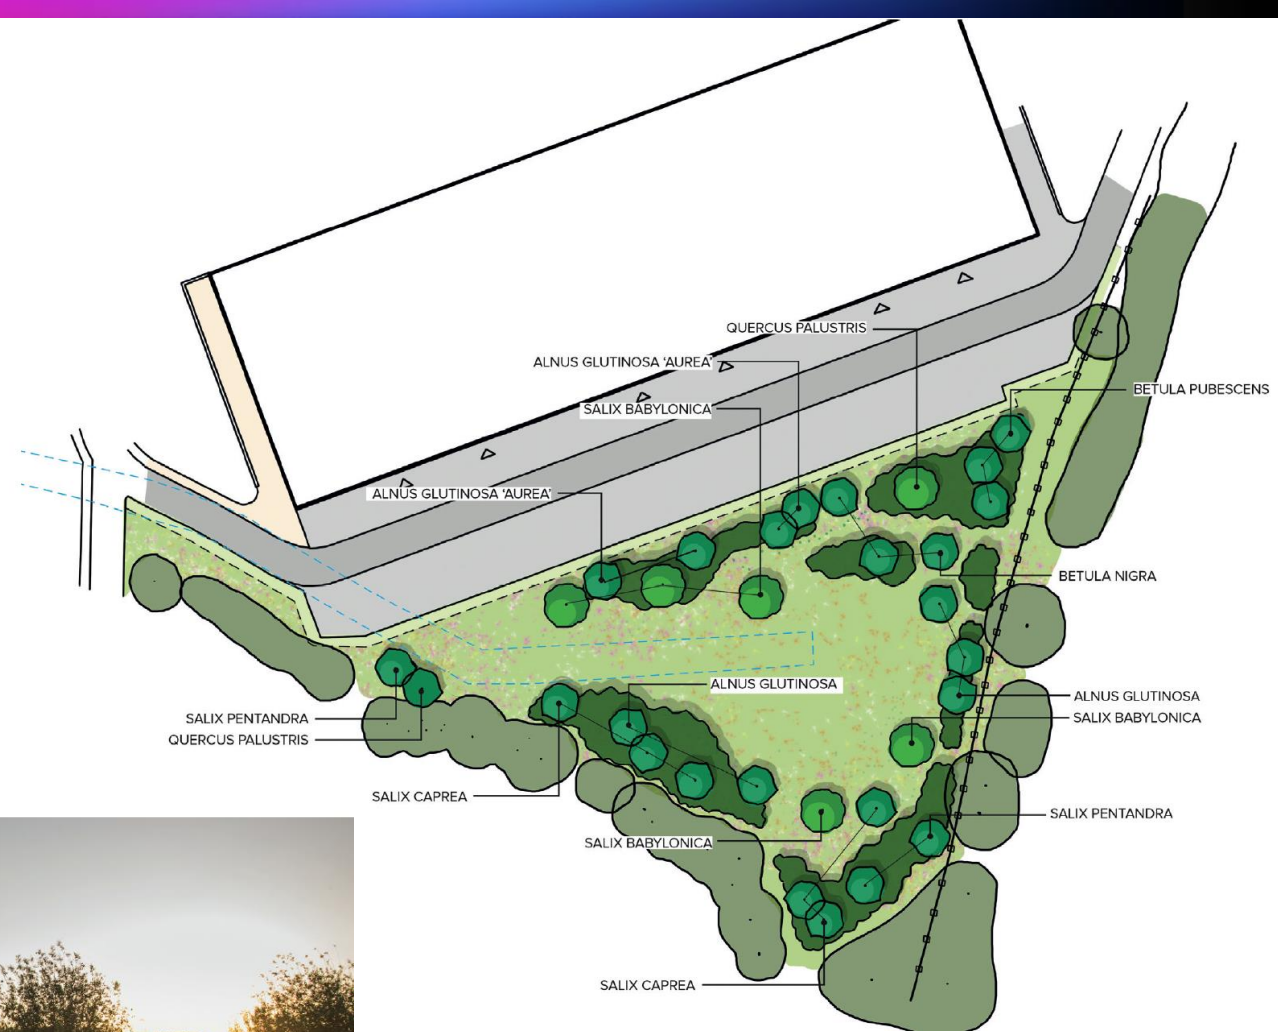 QUERCUS PALUSTRIS
ALNUS GLUTINOSA ‘AUREA’
BETULA PUBESCENS
SALIX BABYLONICA
ALNUS GLUTINOSA ‘AUREA’
BETULA NIGRA
ALNUS GLUTINOSA
ALNUS GLUTINOSA
SALIX PENTANDRA
SALIX BABYLONICA
QUERCUS PALUSTRIS
SALIX CAPREA
SALIX PENTANDRA
SALIX BABYLONICA
SALIX CAPREA